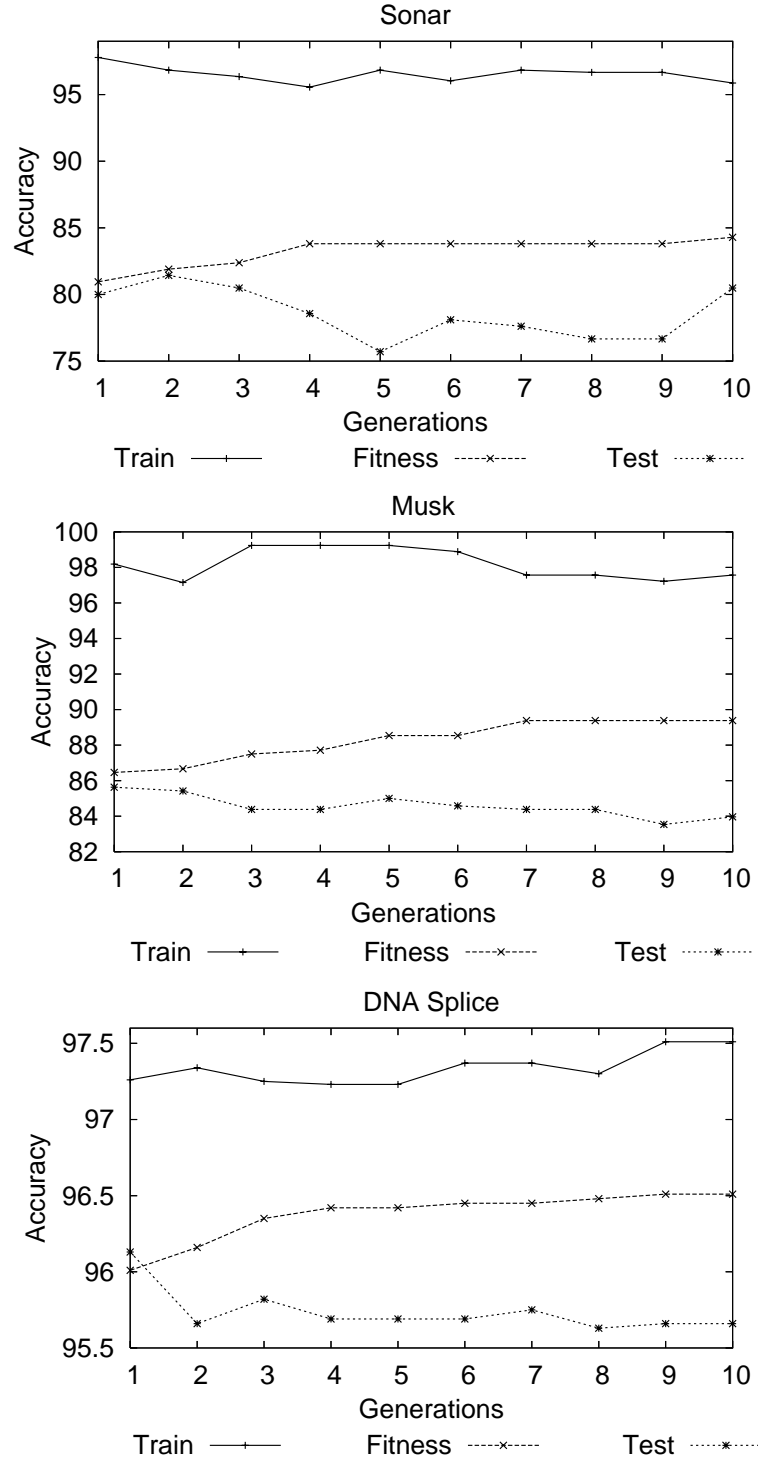 Sonar
95
90
85
80
75
Accuracy
1 2 3 4 5 6 7 8 9 10
Generations
Train Fitness Test
Musk
100
98
96
94
92
90
88
86
84
82
Accuracy
1 2 3 4 5 6 7 8 9 10
Generations
Train Fitness Test
DNA Splice
97.5
97
96.5
96
95.5
Accuracy
1 2 3 4 5 6 7 8 9 10
Generations
Train Fitness Test